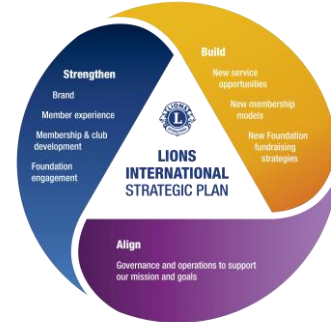 Strengthen
Brand
Member experience
Membership & club
development
Foundation
engagement
Build
New service
opportunities
New membership
models
New Foundation
fundraising
strategies
LIONS
L
LIONS
INTERNATIONAL
STRATEGIC PLAN
Align
Governance and operations to support
our mission and goals